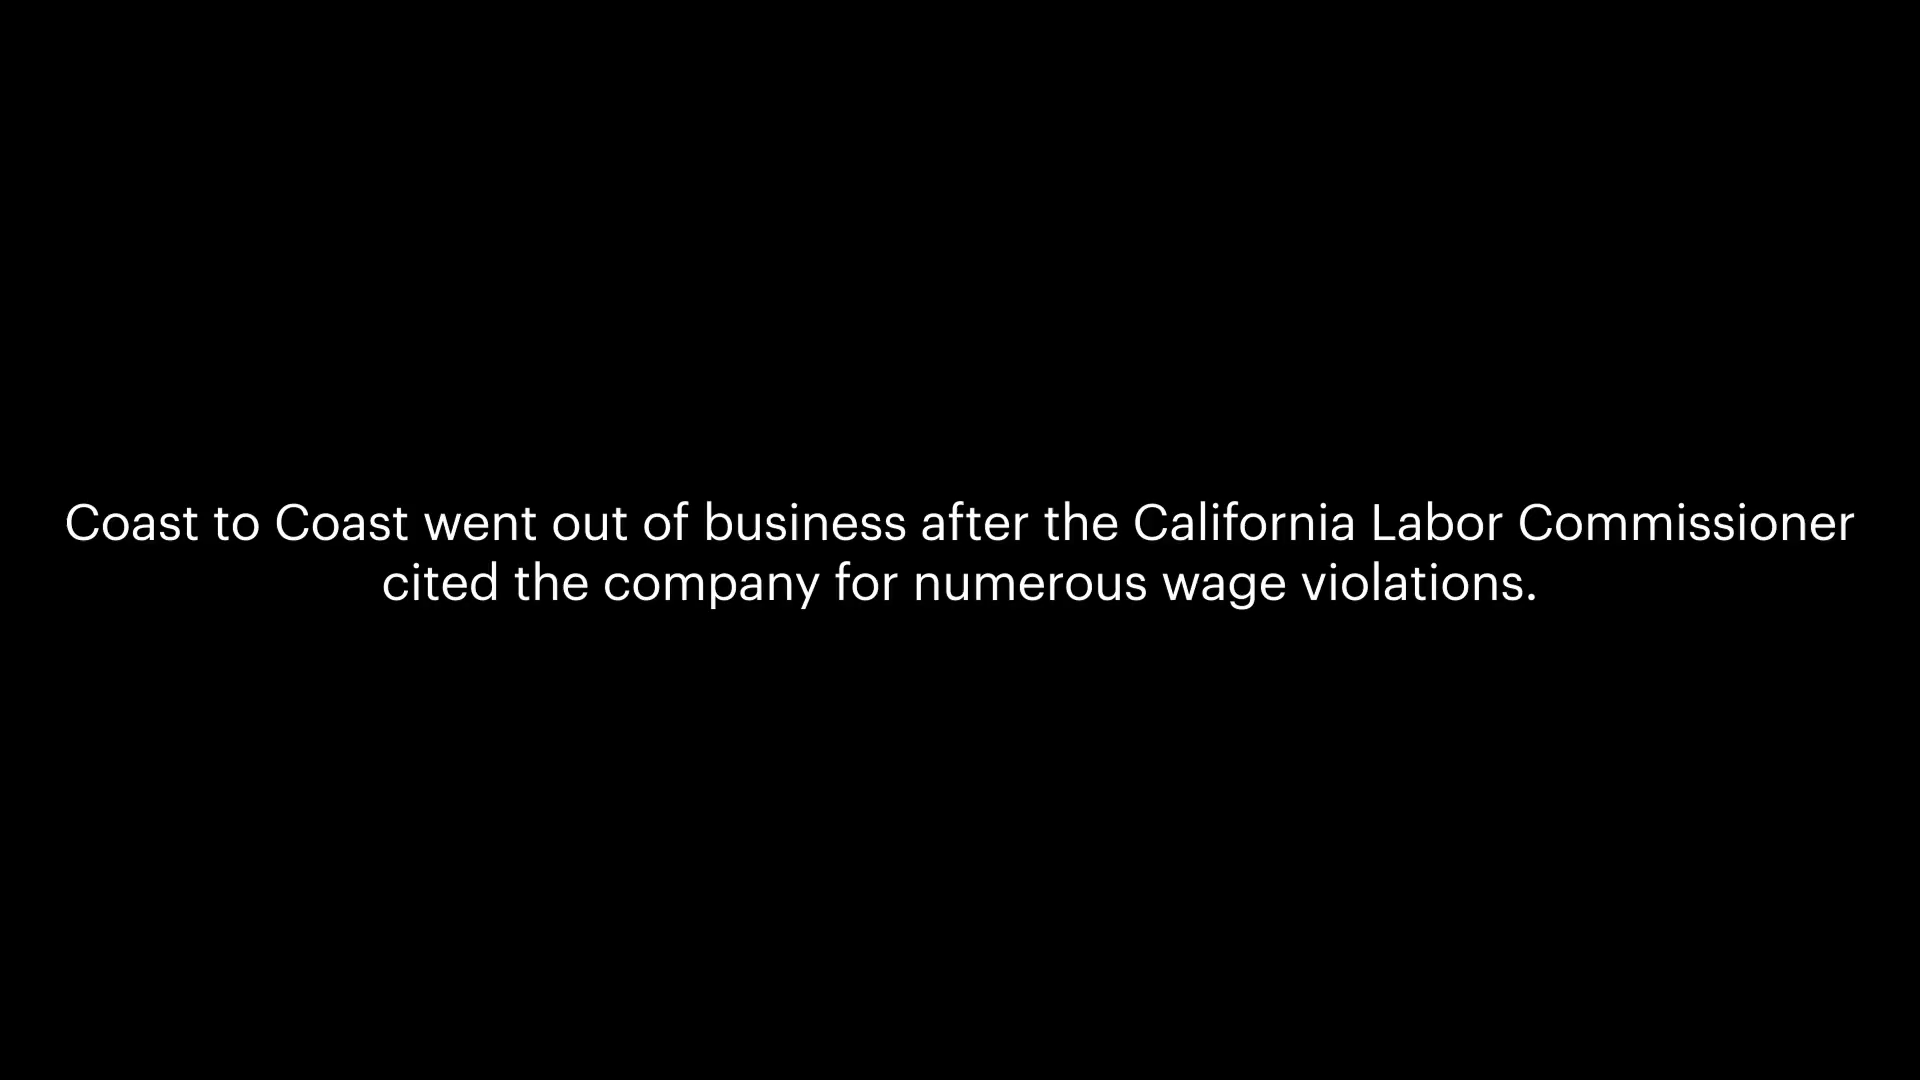 Coast to Coast went out of business after the California Labor Commissioner
cited the company for numerous wage violations.